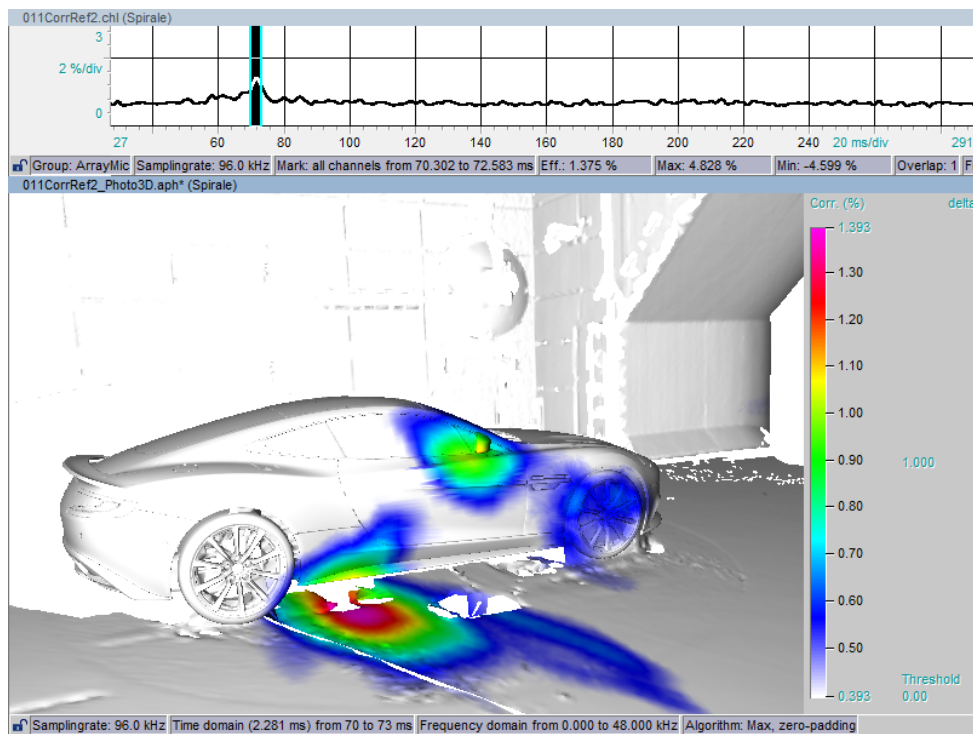 011CorrRef2.chl (Spirale)
3
2 %/div
0
27 60 80 100 120 140 160 180 200 220 20 ms/div 260 291
Group: ArrayMic Samplingrate: 96.0 kHz Mark: all channels from 70.302 to 72.583 ms Eff.: 1.375 % Max: 4.828 % Min: -4.599 % Overlap: 1 F
011CorrRef2_Photo3D.aph* (Spirale)
Corr. (%) delta
1.393
1.30
1.20
1.10
1.00
0.90 1.000
0.80
0.70
0.60
0.50
Threshold
0.393 0.00
Samplingrate: 96.0 kHz Time domain (2.281 ms) from 70 to 73 ms Frequency domain from 0.000 to 48.000 kHz Algorithm: Max, zero-padding